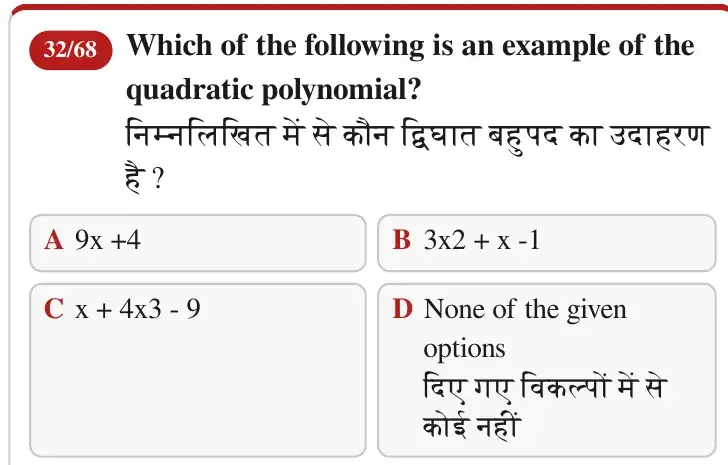 32/68 Which of the following is an example of the
quadratic polynomial?
निम्नलिखित में से कौन द्विघात बहुपद का उदाहरण
है ?
A 9x +4
B 3x2 + x -1
C x + 4x3 - 9
D None of the given
options
दिए गए विकल्पों में से
कोई नहीं